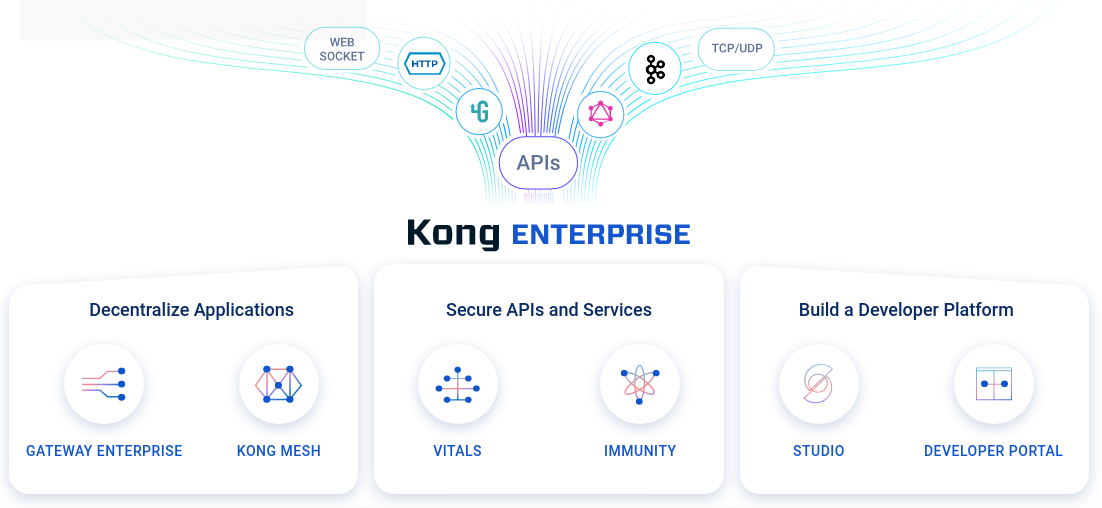 WEB
SOCKET
HTTP
TCP/UDP
G
APIs
Kong ENTERPRISE
Decentralize Applications
Secure APIs and Services
Build a Developer Platform
GATEWAY ENTERPRISE
KONG MESH
VITALS
IMMUNITY
STUDIO
DEVELOPER PORTAL